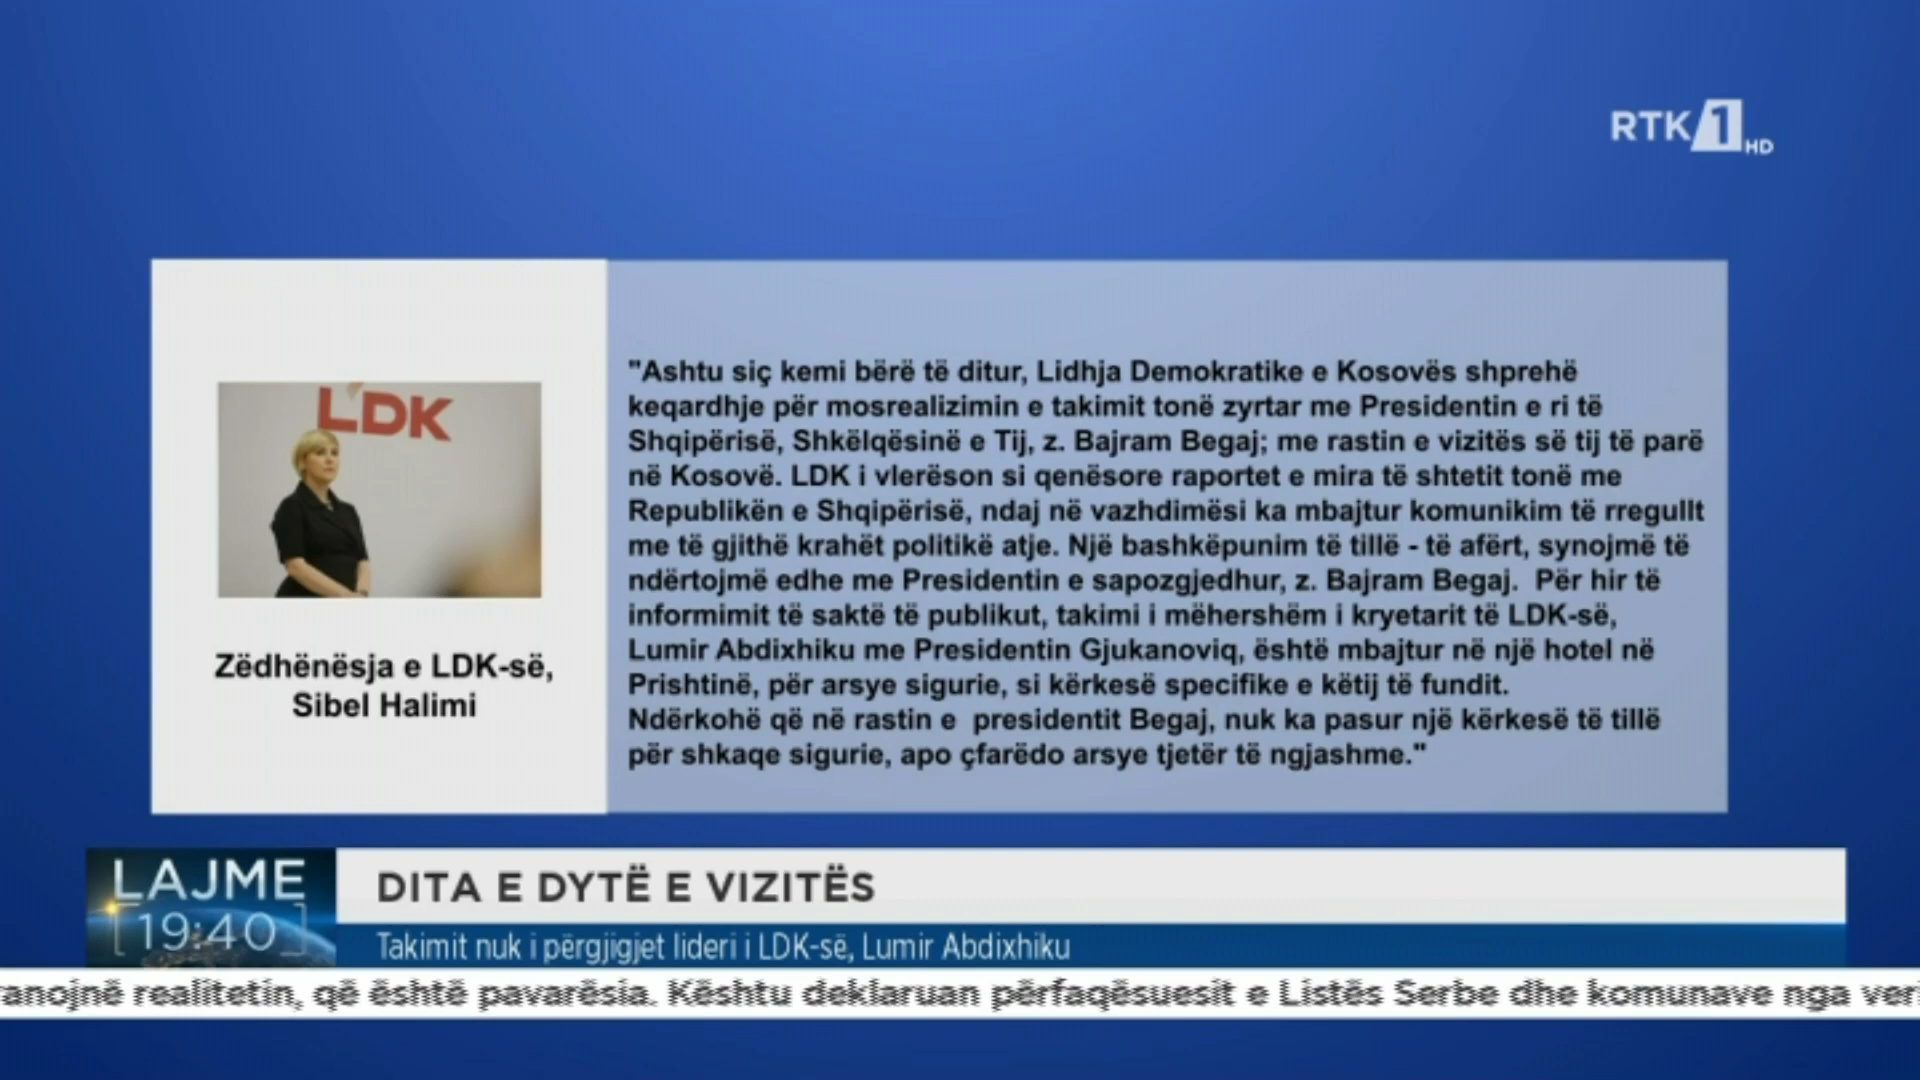 RTK 1 HD
LDK
Zëdhënësja e LDK-së,
Sibel Halimi
"Ashtu siç kemi bërë të ditur, Lidhja Demokratike e Kosovës shprehë
keqardhje për mosrealizimin e takimit tonë zyrtar me Presidentin e ri të
Shqipërisë, Shkëlqësinë e Tij, z. Bajram Begaj; me rastin e vizitës së tij të parë
në Kosovë. LDK i vlerëson si qenësore raportet e mira të shtetit tonë me
Republikën e Shqipërisë, ndaj në vazhdimësi ka mbajtur komunikim të rregullt
me të gjithë krahët politikë atje. Një bashkëpunim të tillë - të afërt, synojmë të
ndërtojmë edhe me Presidentin e sapozgjedhur, z. Bajram Begaj.  Për hir të
informimit të saktë të publikut, takimi i mëhershëm i kryetarit të LDK-së,
Lumir Abdixhiku me Presidentin Gjukanoviq, është mbajtur në një hotel në
Prishtinë, për arsye sigurie, si kërkesë specifike e këtij të fundit.
Ndërkohë që në rastin e  presidentit Begaj, nuk ka pasur një kërkesë të tillë
për shkaqe sigurie, apo çfarëdo arsye tjetër të ngjashme."
LAJME
19:40
DITA E DYTË E VIZITËS
Takimit nuk i përgjigjet lideri i LDK-së, Lumir Abdixhiku
anojnë realitetin, që është pavarësia. Kështu deklaruan përfaqësuesit e Listës Serbe dhe komunave nga veri